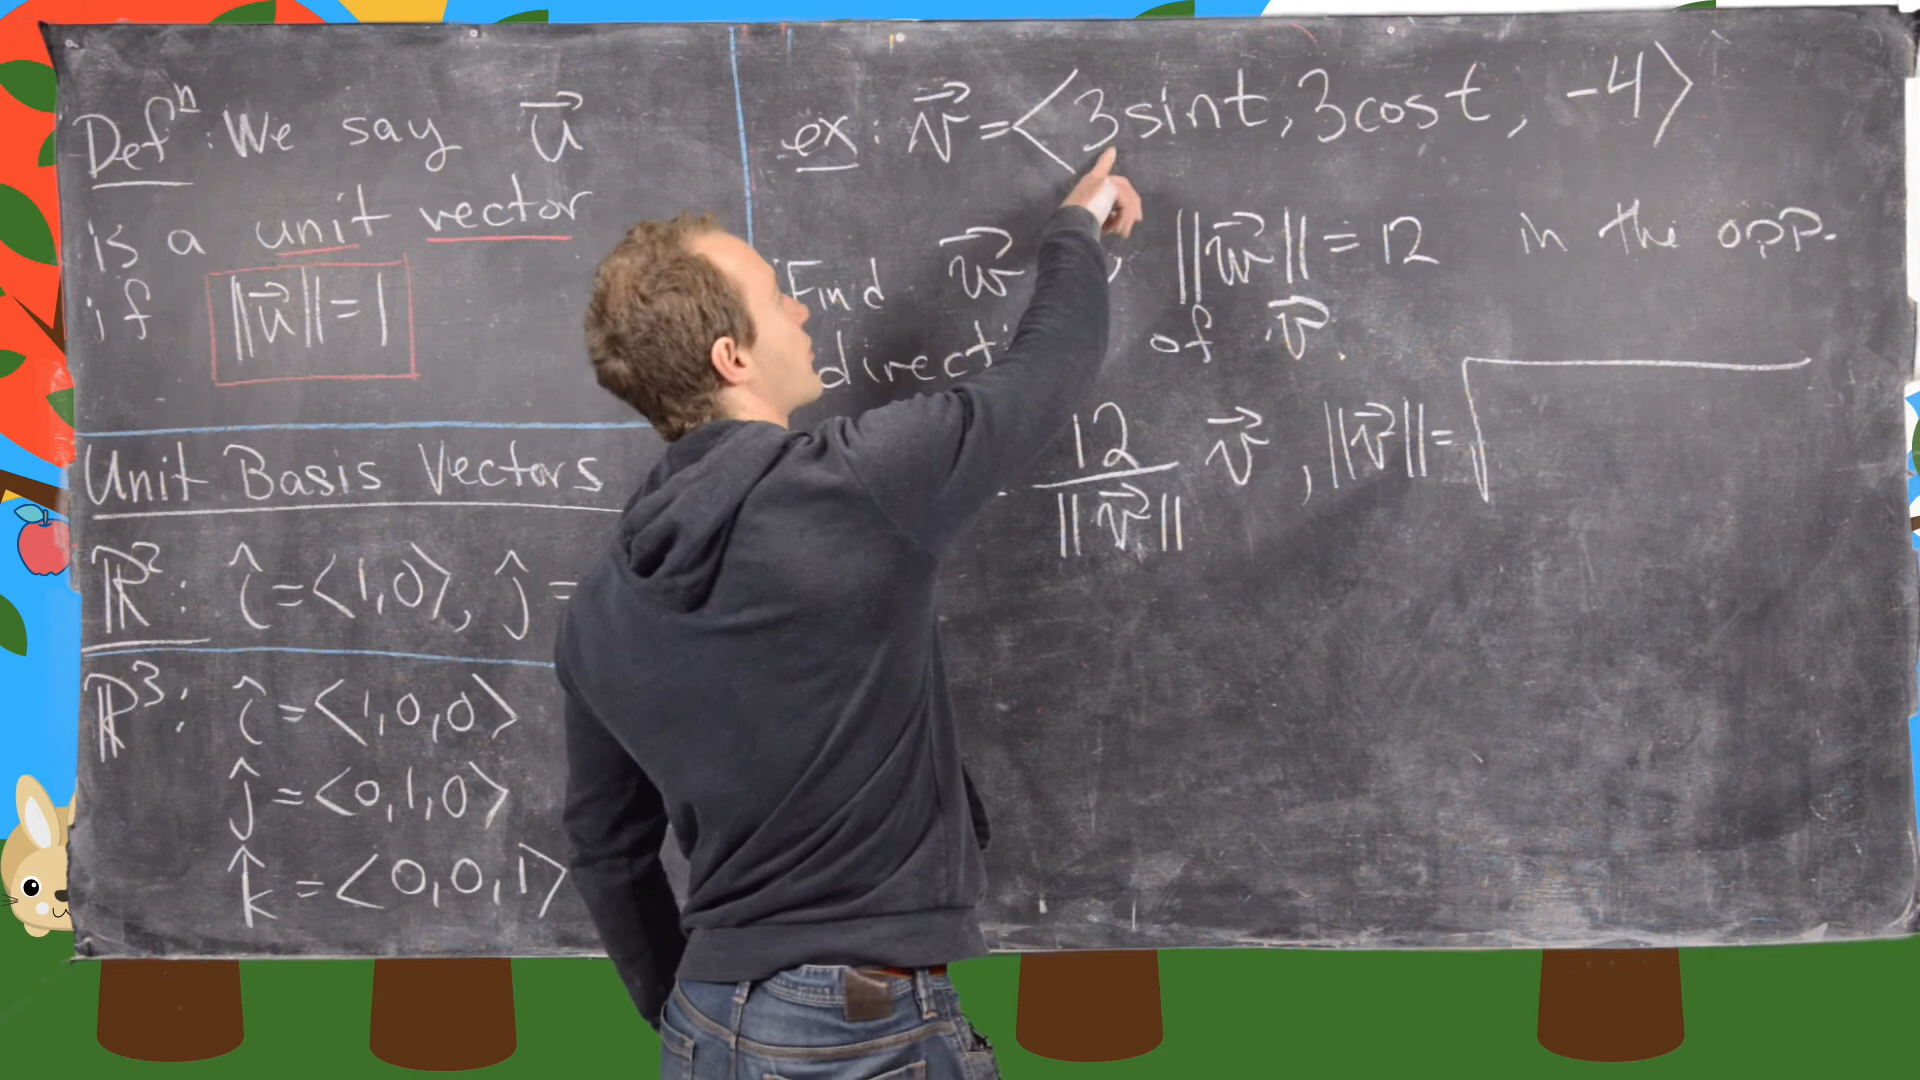 Defⁿ: We say u⃗
is a unit vector
if ||u⃗|| = 1
Unit Basis Vectors
ℝ²: î = <1,0>, ĵ =
ℝ³: î = <1,0,0>
ĵ = <0,1,0>
k̂ = <0,0,1>
ex: v⃗ = <3sint, 3cost, -4>
Find w⃗, ||w⃗|| = 12 in the opp.
of v⃗.
- 12/||v⃗|| v⃗, ||v⃗|| = √